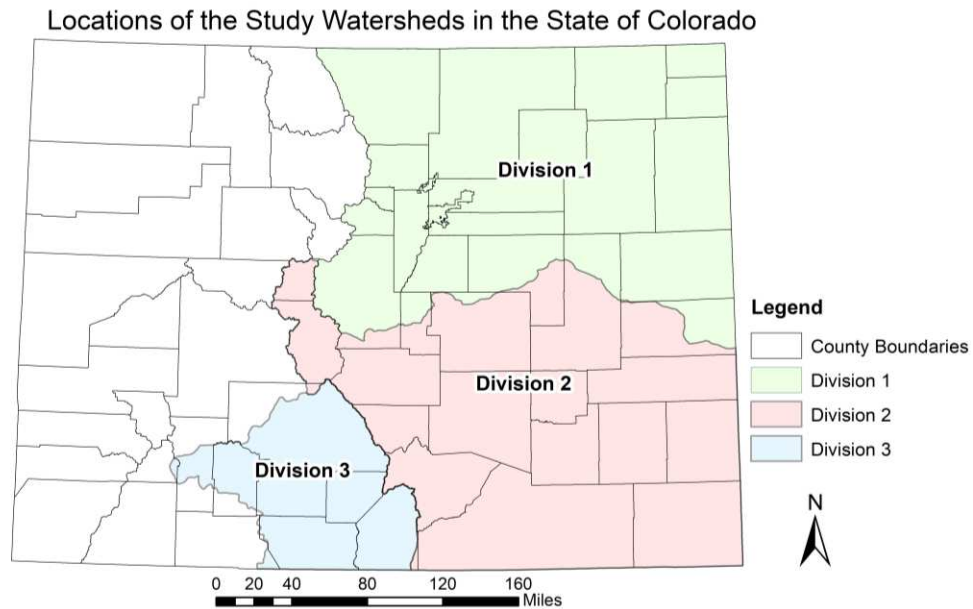 Locations of the Study Watersheds in the State of Colorado
Division 1
Division 2
Division 3
Legend
County Boundaries
Division 1
Division 2
Division 3
N
0 20 40 80 120 160
Miles